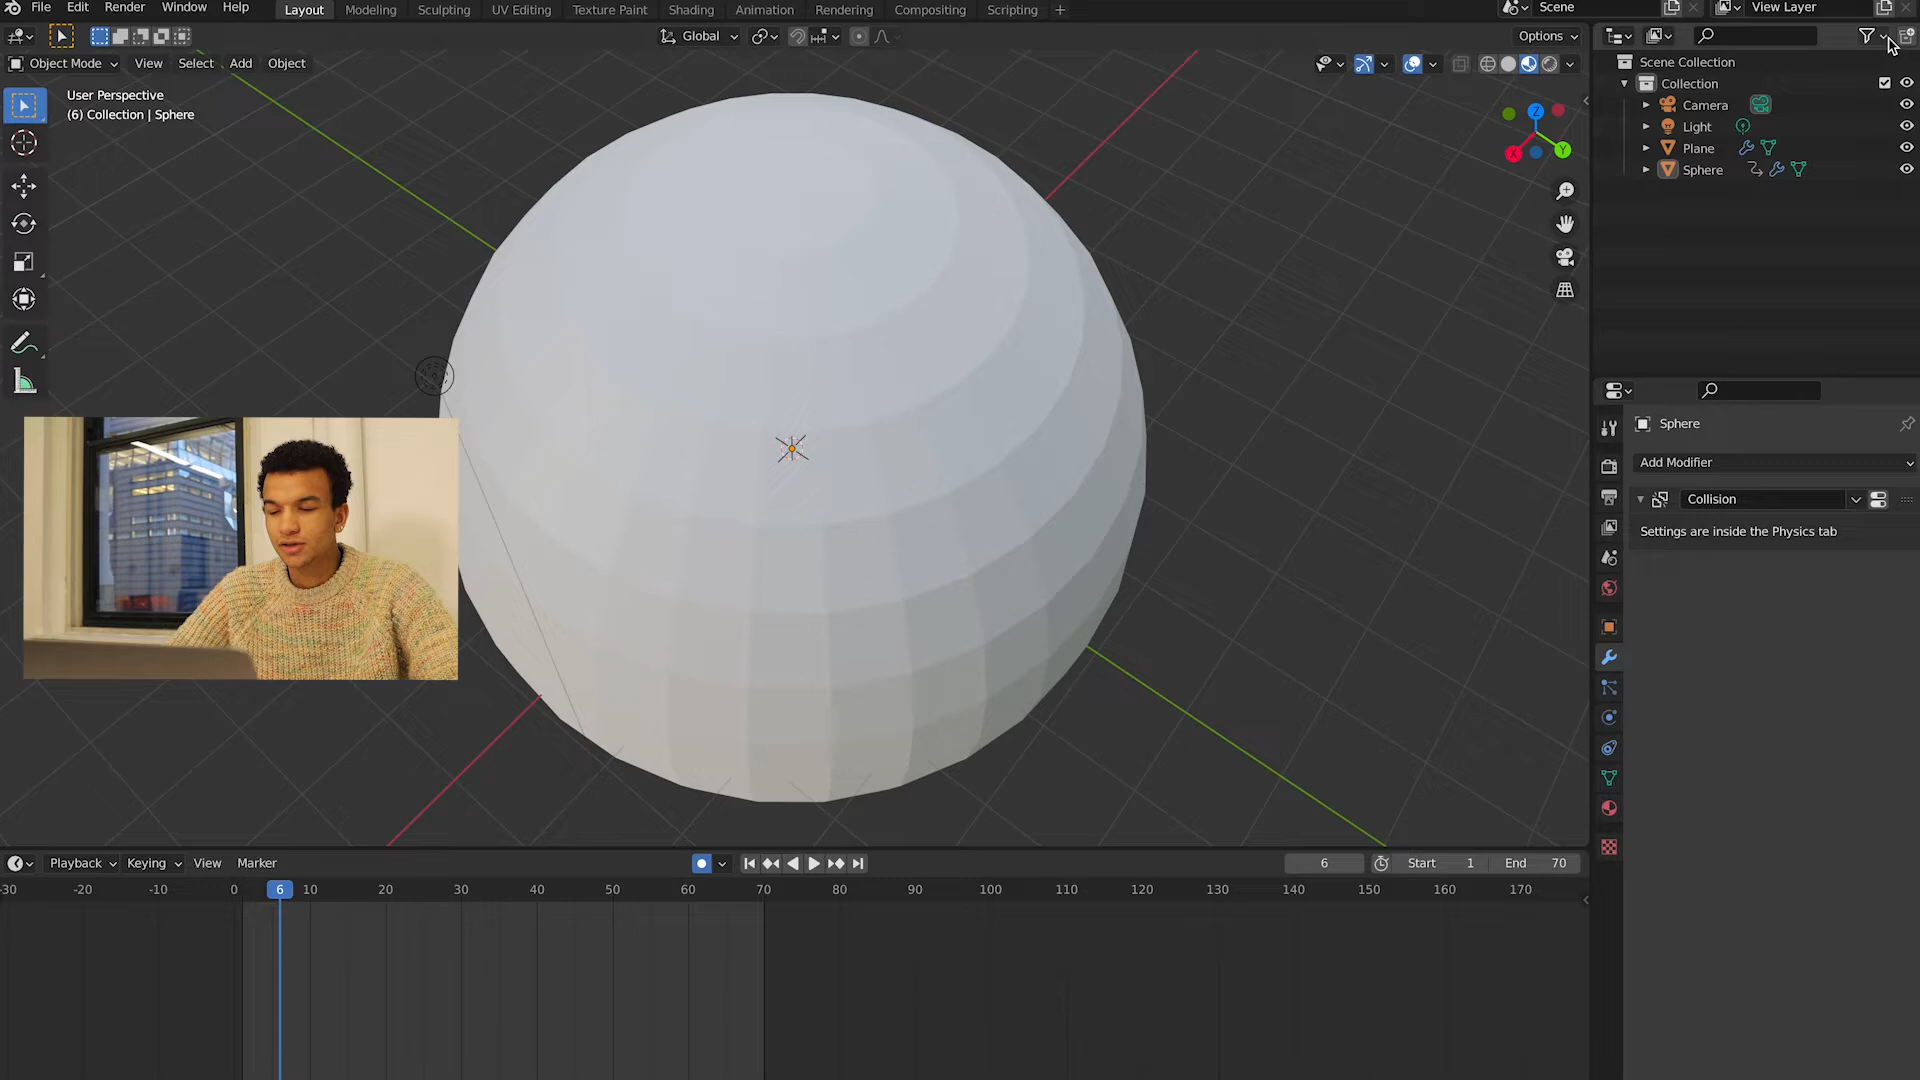 File Edit Render Window Help Layout Modeling Sculpting UV Editing Texture Paint Shading Animation Rendering Compositing Scripting + Scene View Layer
Global Options
Object Mode View Select Add Object
User Perspective
(6) Collection | Sphere
Z
X
Y
Scene Collection
Collection
Camera
Light
Plane
Sphere
Sphere
Add Modifier
Collision
Settings are inside the Physics tab
Playback Keying View Marker 6 Start 1 End 70
-30 -20 -10 0 6 10 20 30 40 50 60 70 80 90 100 110 120 130 140 150 160 170